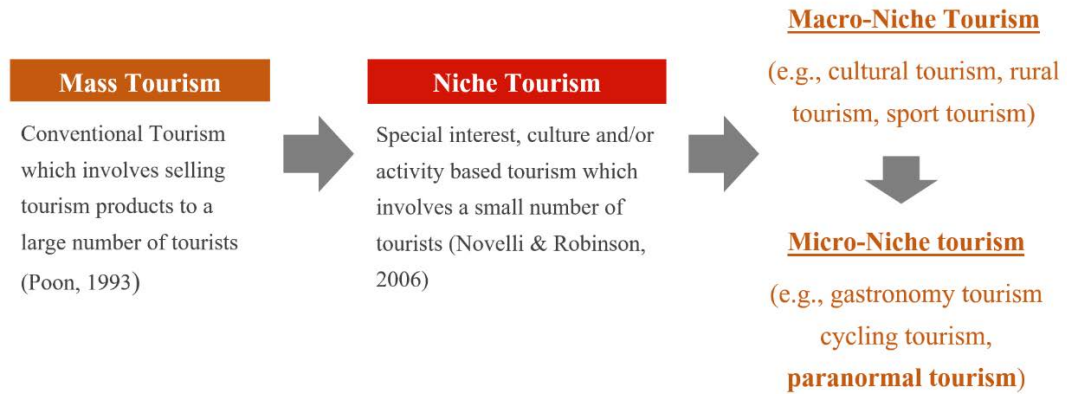 Mass Tourism
Conventional Tourism
which involves selling
tourism products to a
large number of tourists
(Poon, 1993)
Niche Tourism
Special interest, culture and/or
activity based tourism which
involves a small number of
tourists (Novelli & Robinson,
2006)
Macro-Niche Tourism
(e.g., cultural tourism, rural
tourism, sport tourism)
Micro-Niche tourism
(e.g., gastronomy tourism
cycling tourism,
paranormal tourism)